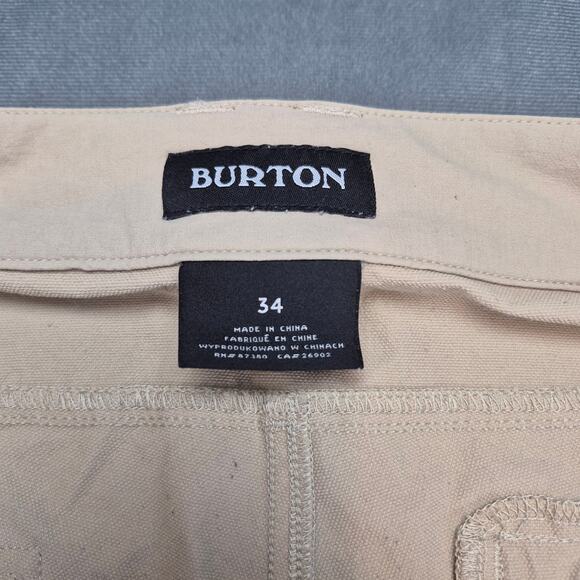 BURTON
34
MADE IN CHINA
FABRIQUÉ EN CHINE
WYPRODUKOWANO W CHINACH
RN# 87380 CA# 26902